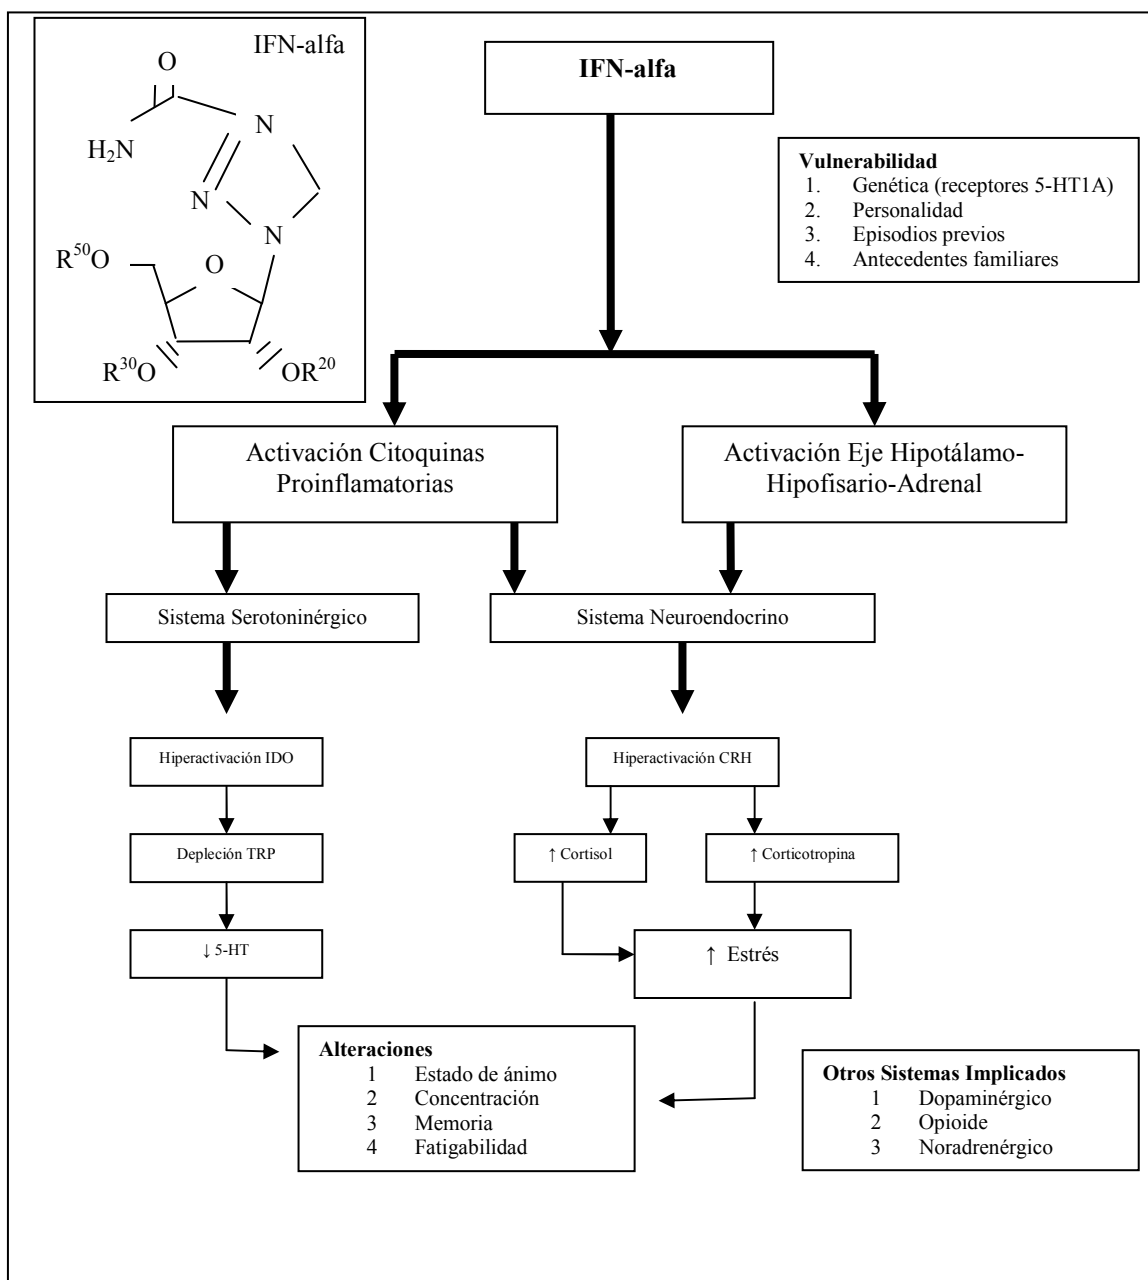 IFN-alfa
O
H₂N
N
N
N
R⁵⁰O
O
R³⁰O
OR²⁰
IFN-alfa
Vulnerabilidad
1. Genética (receptores 5-HT1A)
2. Personalidad
3. Episodios previos
4. Antecedentes familiares
Activación Citoquinas
Proinflamatorias
Activación Eje Hipotálamo-
Hipofisario-Adrenal
Sistema Serotoninérgico
Sistema Neuroendocrino
Hiperactivación IDO
Hiperactivación CRH
Depleción TRP
↑ Cortisol
↑ Corticotropina
↓ 5-HT
↑ Estrés
Alteraciones
1 Estado de ánimo
2 Concentración
3 Memoria
4 Fatigabilidad
Otros Sistemas Implicados
1 Dopaminérgico
2 Opioide
3 Noradrenérgico